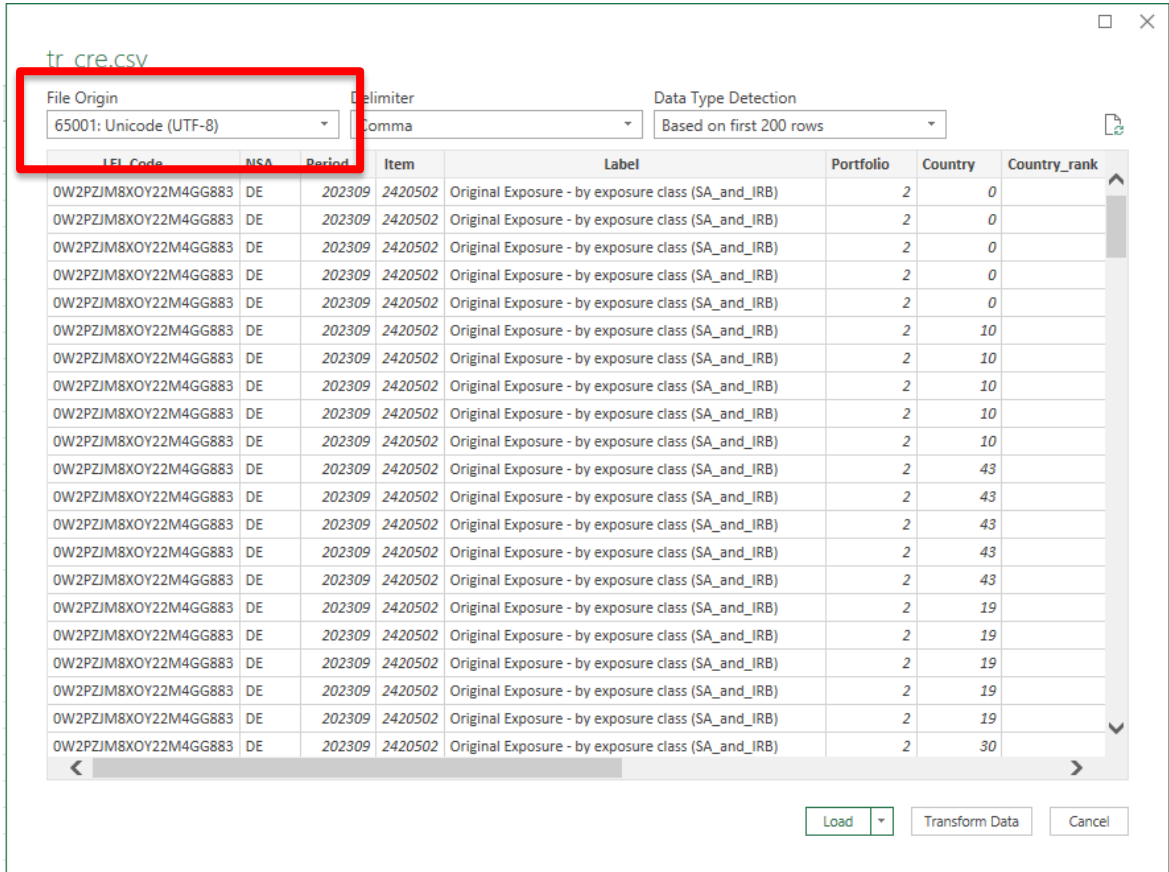 tr_cre.csv
File Origin Delimiter Data Type Detection
65001: Unicode (UTF-8) Comma Based on first 200 rows
LEI_Code NSA Period Item Label Portfolio Country Country_rank
0W2PZJM8XOY22M4GG883 DE 202309 2420502 Original Exposure - by exposure class (SA_and_IRB) 2 0
0W2PZJM8XOY22M4GG883 DE 202309 2420502 Original Exposure - by exposure class (SA_and_IRB) 2 0
0W2PZJM8XOY22M4GG883 DE 202309 2420502 Original Exposure - by exposure class (SA_and_IRB) 2 0
0W2PZJM8XOY22M4GG883 DE 202309 2420502 Original Exposure - by exposure class (SA_and_IRB) 2 0
0W2PZJM8XOY22M4GG883 DE 202309 2420502 Original Exposure - by exposure class (SA_and_IRB) 2 0
0W2PZJM8XOY22M4GG883 DE 202309 2420502 Original Exposure - by exposure class (SA_and_IRB) 2 10
0W2PZJM8XOY22M4GG883 DE 202309 2420502 Original Exposure - by exposure class (SA_and_IRB) 2 10
0W2PZJM8XOY22M4GG883 DE 202309 2420502 Original Exposure - by exposure class (SA_and_IRB) 2 10
0W2PZJM8XOY22M4GG883 DE 202309 2420502 Original Exposure - by exposure class (SA_and_IRB) 2 10
0W2PZJM8XOY22M4GG883 DE 202309 2420502 Original Exposure - by exposure class (SA_and_IRB) 2 10
0W2PZJM8XOY22M4GG883 DE 202309 2420502 Original Exposure - by exposure class (SA_and_IRB) 2 43
0W2PZJM8XOY22M4GG883 DE 202309 2420502 Original Exposure - by exposure class (SA_and_IRB) 2 43
0W2PZJM8XOY22M4GG883 DE 202309 2420502 Original Exposure - by exposure class (SA_and_IRB) 2 43
0W2PZJM8XOY22M4GG883 DE 202309 2420502 Original Exposure - by exposure class (SA_and_IRB) 2 43
0W2PZJM8XOY22M4GG883 DE 202309 2420502 Original Exposure - by exposure class (SA_and_IRB) 2 43
0W2PZJM8XOY22M4GG883 DE 202309 2420502 Original Exposure - by exposure class (SA_and_IRB) 2 19
0W2PZJM8XOY22M4GG883 DE 202309 2420502 Original Exposure - by exposure class (SA_and_IRB) 2 19
0W2PZJM8XOY22M4GG883 DE 202309 2420502 Original Exposure - by exposure class (SA_and_IRB) 2 19
0W2PZJM8XOY22M4GG883 DE 202309 2420502 Original Exposure - by exposure class (SA_and_IRB) 2 19
0W2PZJM8XOY22M4GG883 DE 202309 2420502 Original Exposure - by exposure class (SA_and_IRB) 2 19
0W2PZJM8XOY22M4GG883 DE 202309 2420502 Original Exposure - by exposure class (SA_and_IRB) 2 30
Load Transform Data Cancel